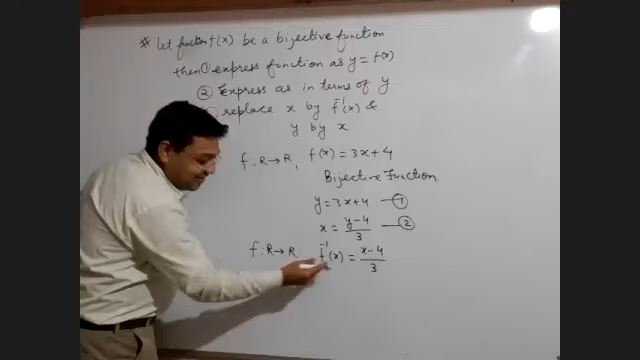 * Let function f(x) be a bijective function
then ① express function as y = f(x)
② Express as in terms of y
replace x by f⁻¹(x) &
y by x
f : R→R, f(x) = 3x+4
Bijective Function
y = 3x+4 —①
x = (y-4)/3 —②
f : R→R f⁻¹(x) = (x-4)/3